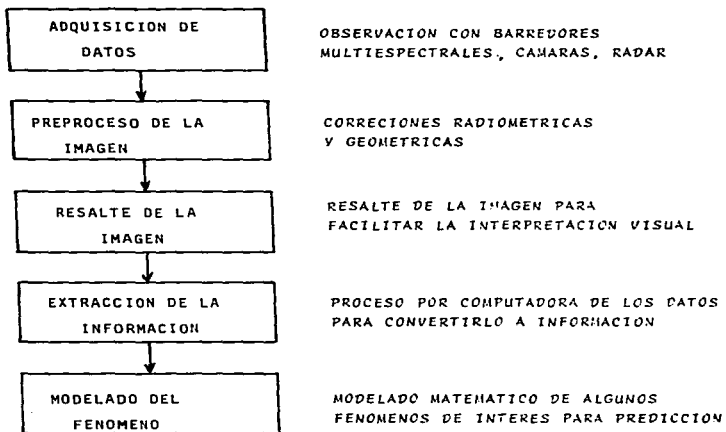 ADQUISICION DE
DATOS
OBSERVACION CON BARREDORES
MULTIESPECTRALES, CAMARAS, RADAR
PREPROCESO DE LA
IMAGEN
CORRECIONES RADIOMETRICAS
Y GEOMETRICAS
RESALTE DE LA
IMAGEN
RESALTE DE LA IMAGEN PARA
FACILITAR LA INTERPRETACION VISUAL
EXTRACCION DE LA
INFORMACION
PROCESO POR COMPUTADORA DE LOS DATOS
PARA CONVERTIRLO A INFORMACION
MODELADO DEL
FENOMENO
MODELADO MATEMATICO DE ALGUNOS
FENOMENOS DE INTERES PARA PREDICCION